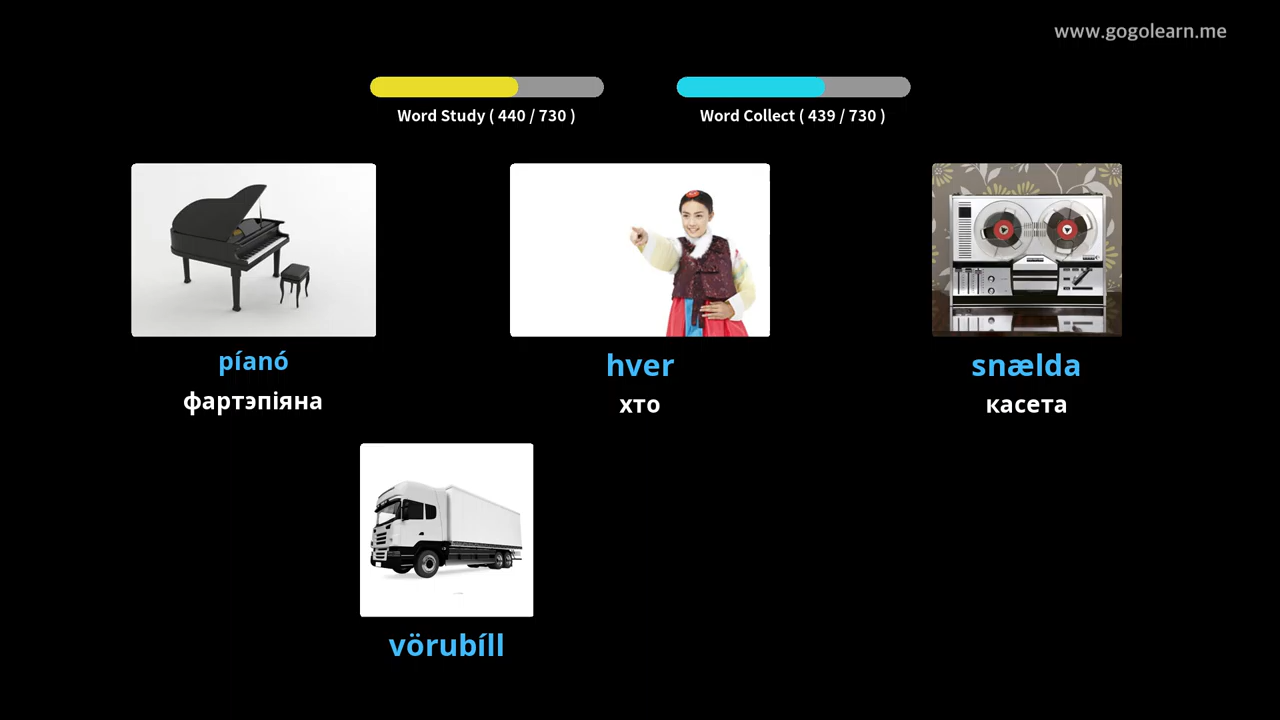 www.gogolearn.me
Word Study ( 440 / 730 )
Word Collect ( 439 / 730 )
píanó
фартэпіяна
hver
хто
snælda
касета
vörubíll